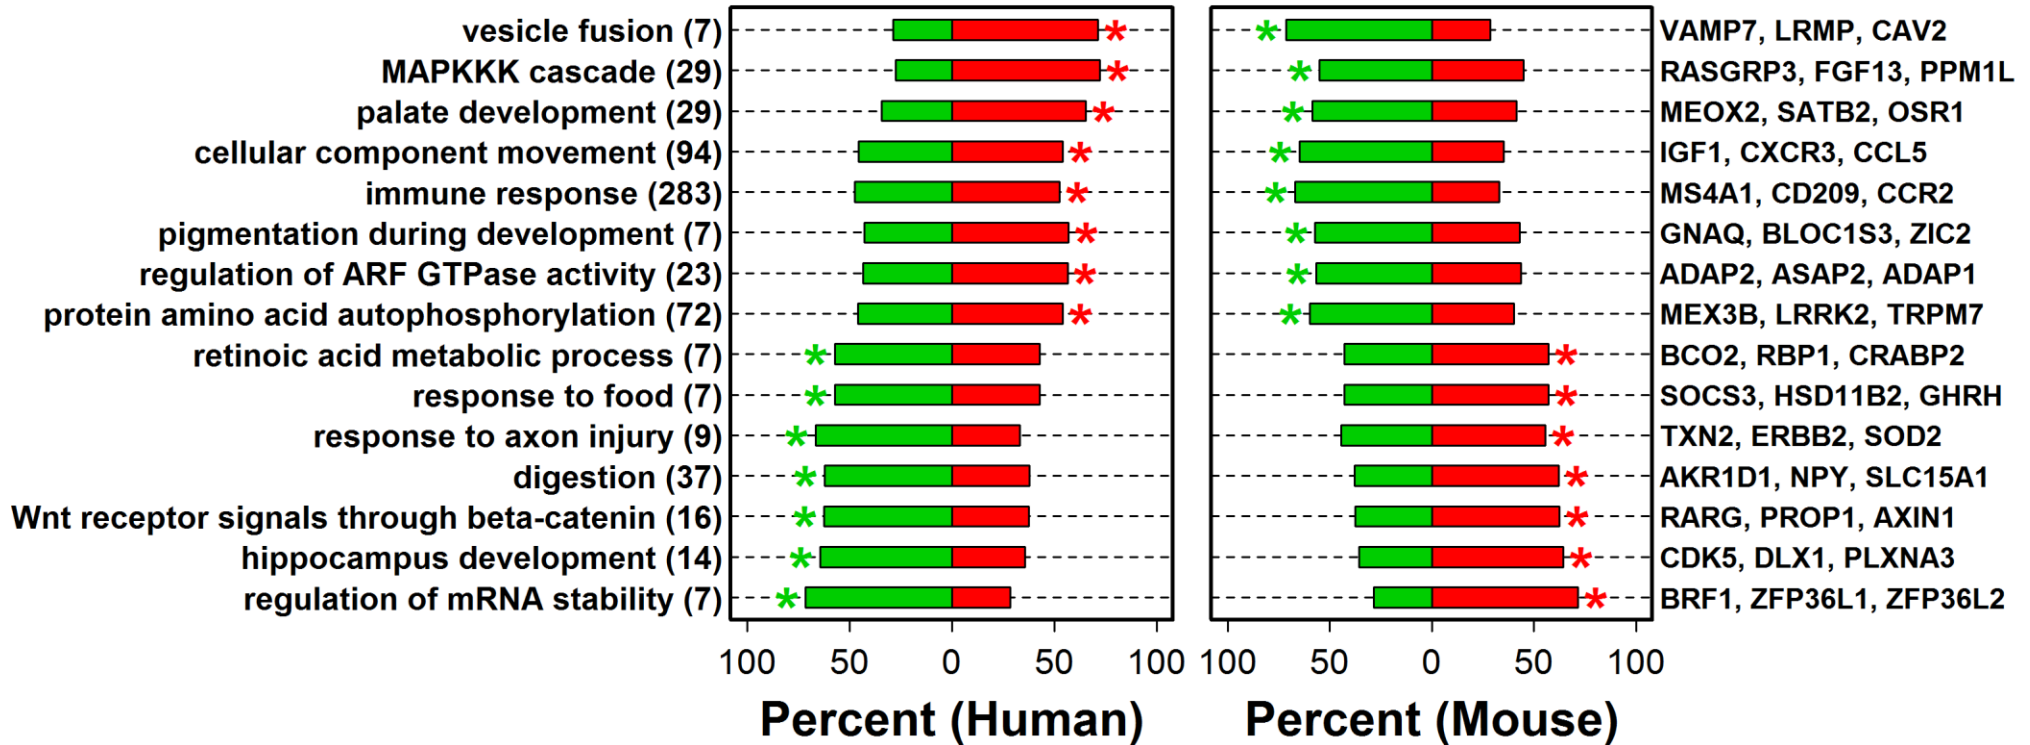 vesicle fusion (7) VAMP7, LRMP, CAV2
MAPKKK cascade (29) RASGRP3, FGF13, PPM1L
palate development (29) MEOX2, SATB2, OSR1
cellular component movement (94) IGF1, CXCR3, CCL5
immune response (283) MS4A1, CD209, CCR2
pigmentation during development (7) GNAQ, BLOC1S3, ZIC2
regulation of ARF GTPase activity (23) ADAP2, ASAP2, ADAP1
protein amino acid autophosphorylation (72) MEX3B, LRRK2, TRPM7
retinoic acid metabolic process (7) BCO2, RBP1, CRABP2
response to food (7) SOCS3, HSD11B2, GHRH
response to axon injury (9) TXN2, ERBB2, SOD2
digestion (37) AKR1D1, NPY, SLC15A1
Wnt receptor signals through beta-catenin (16) RARG, PROP1, AXIN1
hippocampus development (14) CDK5, DLX1, PLXNA3
regulation of mRNA stability (7) BRF1, ZFP36L1, ZFP36L2
100 50 0 50 100 100 50 0 50 100
Percent (Human) Percent (Mouse)